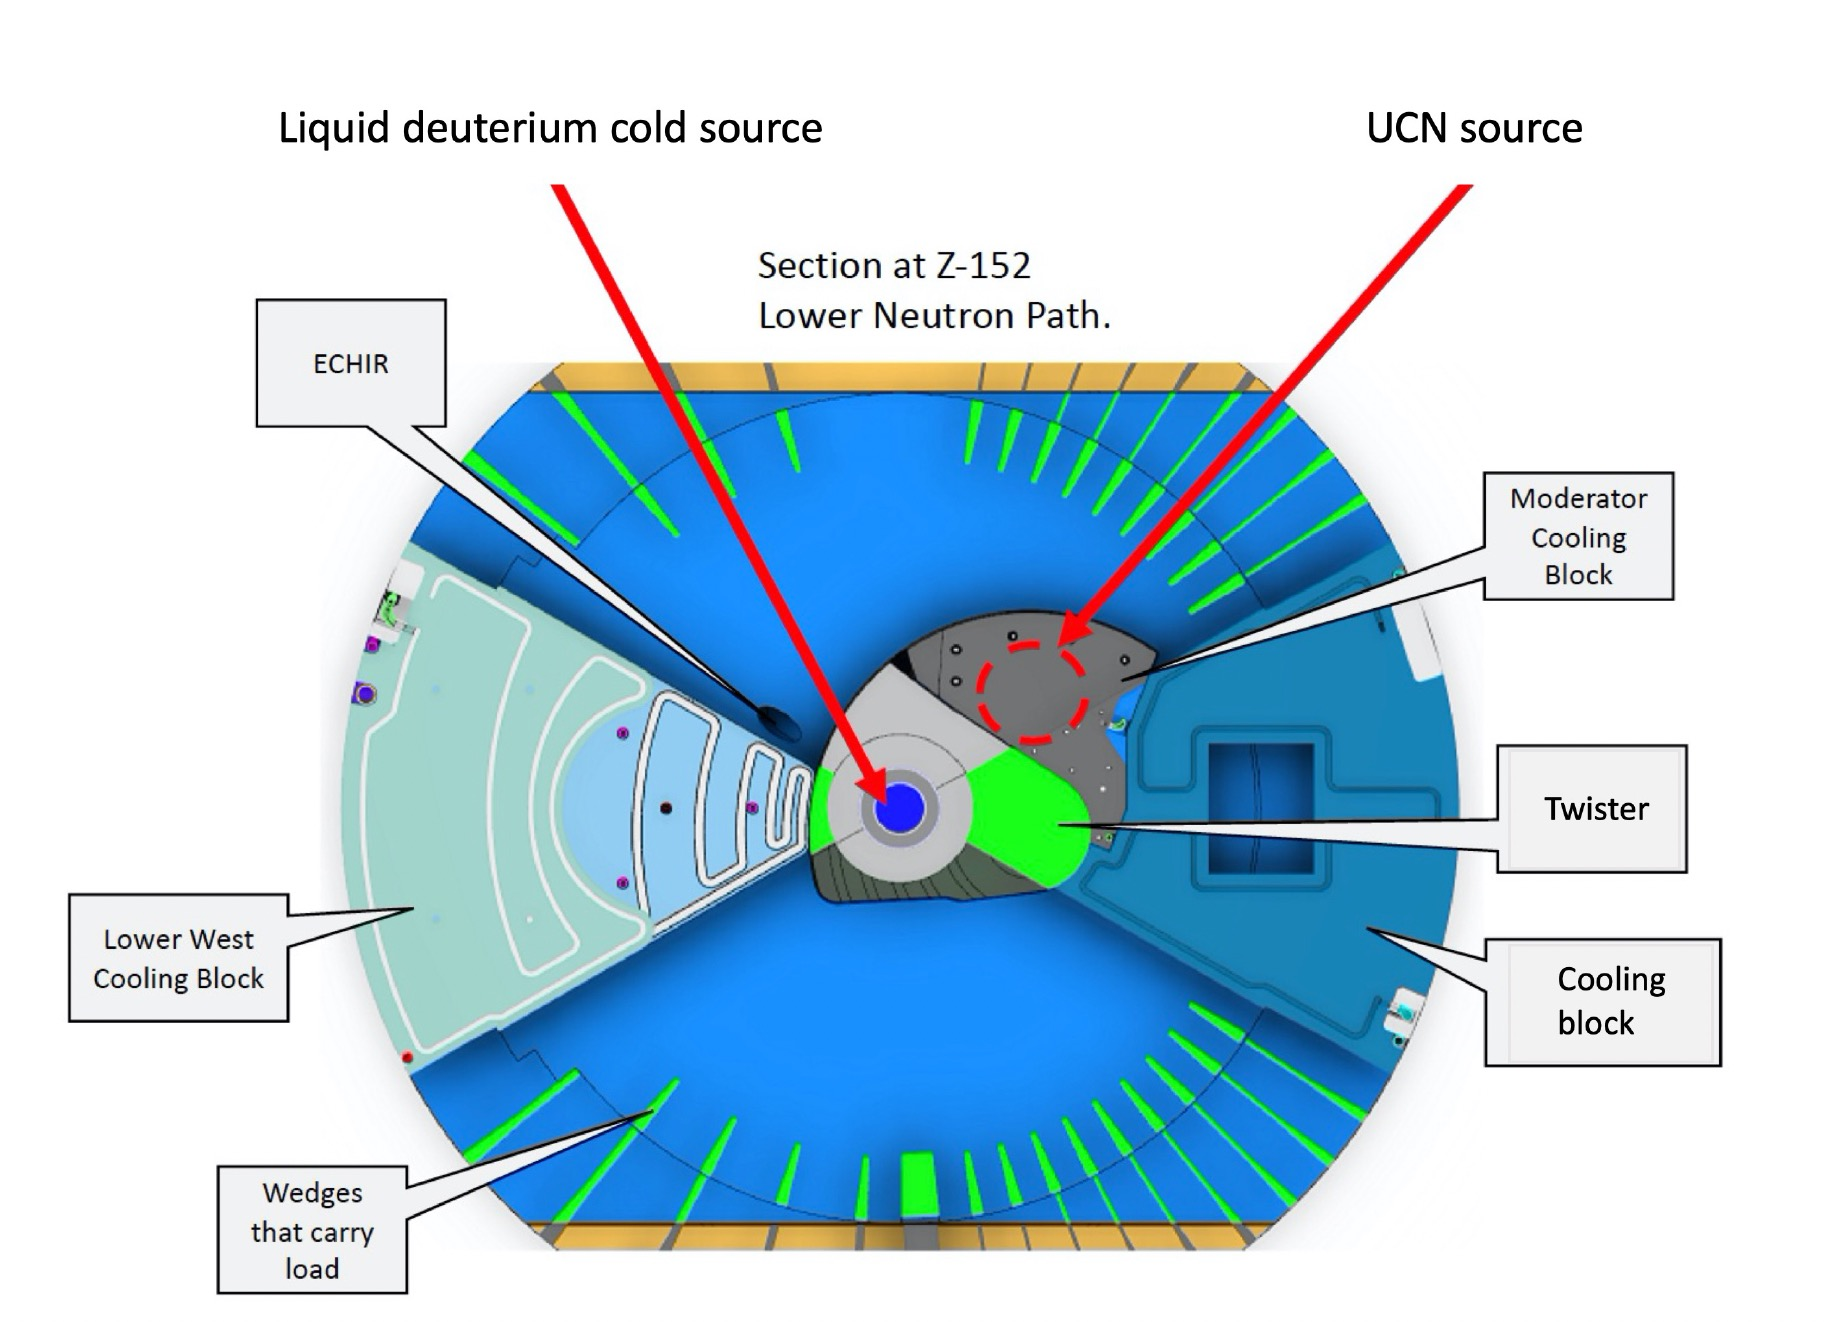 Liquid deuterium cold source
UCN source
Section at Z-152
Lower Neutron Path.
ECHIR
Moderator
Cooling
Block
Twister
Lower West
Cooling Block
Cooling
block
Wedges
that carry
load